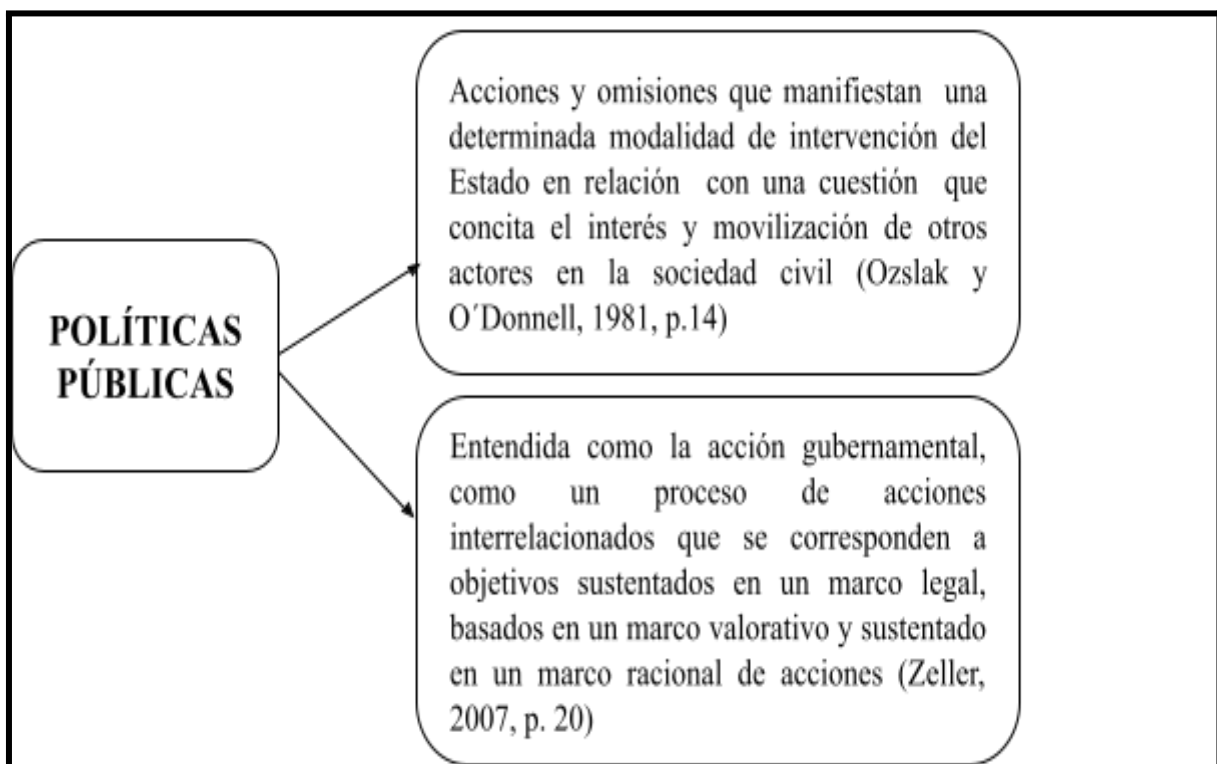 POLÍTICAS
PÚBLICAS
Acciones y omisiones que manifiestan una
determinada modalidad de intervención del
Estado en relación con una cuestión que
concita el interés y movilización de otros
actores en la sociedad civil (Ozslak y
O´Donnell, 1981, p.14)
Entendida como la acción gubernamental,
como un proceso de acciones
interrelacionados que se corresponden a
objetivos sustentados en un marco legal,
basados en un marco valorativo y sustentado
en un marco racional de acciones (Zeller,
2007, p. 20)